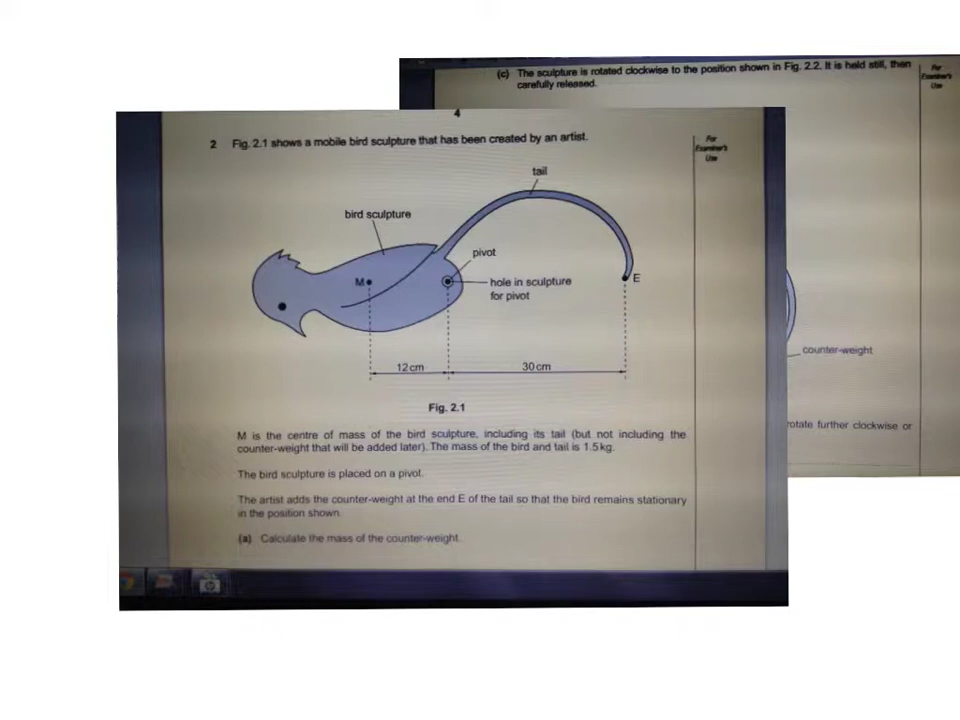 (c) The sculpture is rotated clockwise to the position shown in Fig. 2.2. It is held still, then
carefully released.
For
Examiner's
Use
4
2 Fig. 2.1 shows a mobile bird sculpture that has been created by an artist.
For
Examiner's
Use
tail
bird sculpture
pivot
M
hole in sculpture
for pivot
E
12 cm
30 cm
Fig. 2.1
counter-weight
rotate further clockwise or
M is the centre of mass of the bird sculpture, including its tail (but not including the
counter-weight that will be added later). The mass of the bird and tail is 1.5 kg.
The bird sculpture is placed on a pivot.
The artist adds the counter-weight at the end E of the tail so that the bird remains stationary
in the position shown.
(a) Calculate the mass of the counter-weight.